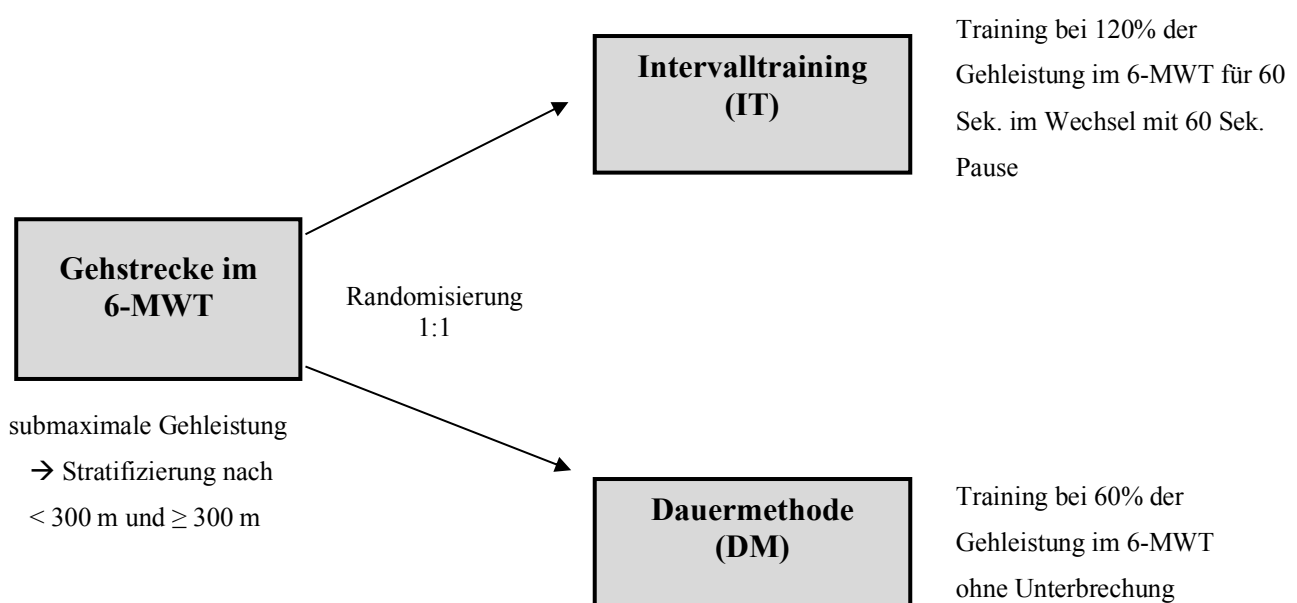 Intervalltraining
(IT)
Training bei 120% der
Gehleistung im 6-MWT für 60
Sek. im Wechsel mit 60 Sek.
Pause
Gehstrecke im
6-MWT
Randomisierung
1:1
submaximale Gehleistung
→ Stratifizierung nach
< 300 m und ≥ 300 m
Dauermethode
(DM)
Training bei 60% der
Gehleistung im 6-MWT
ohne Unterbrechung